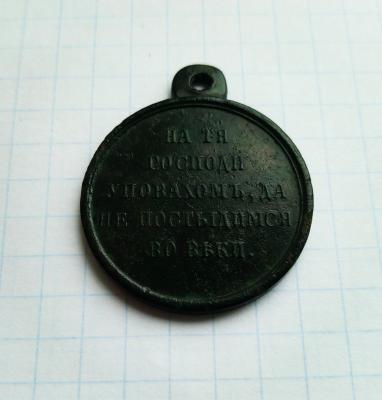 НА ТЯ
ГОСПОДИ
УПОВАХОМЪ, ДА
НЕ ПОСТЫДИМСЯ
ВО ВѢКИ.